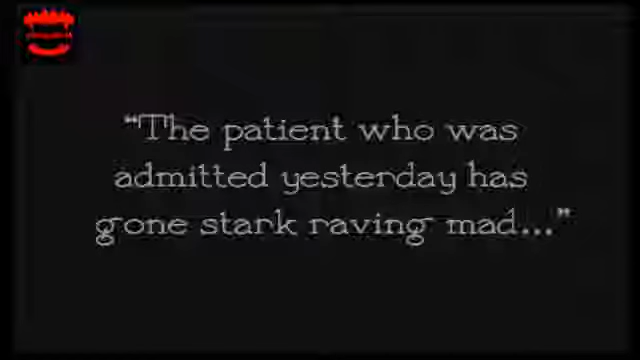 “The patient who was
admitted yesterday has
gone stark raving mad...”